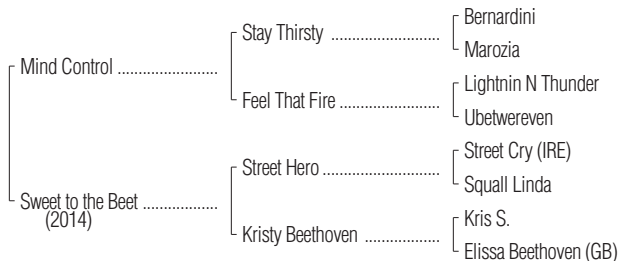 Bernardini
Stay Thirsty ......................
Marozia
Mind Control ....................
Lightnin N Thunder
Feel That Fire ....................
Ubetwereven
Street Cry (IRE)
Street Hero .......................
Squall Linda
Sweet to the Beet ...............
(2014)
Kris S.
Kristy Beethoven ...............
Elissa Beethoven (GB)